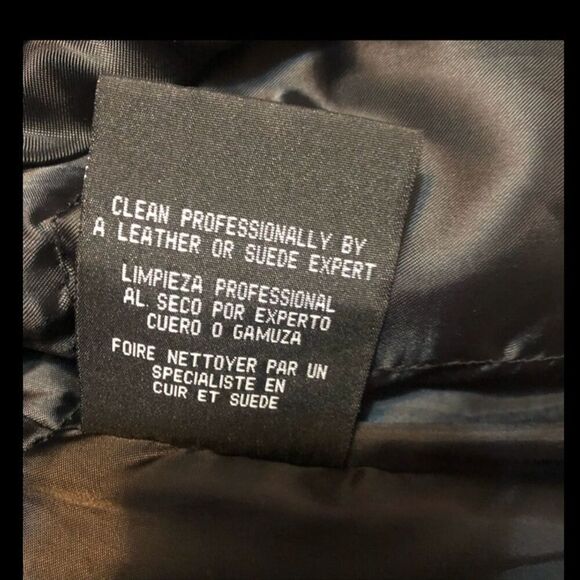 CLEAN PROFESSIONALLY BY
A LEATHER OR SUEDE EXPERT
LIMPIEZA PROFESSIONAL
AL SECO POR EXPERTO
CUERO O GAMUZA
FOIRE NETTOYER PAR UN
SPECIALISTE EN
CUIR ET SUEDE